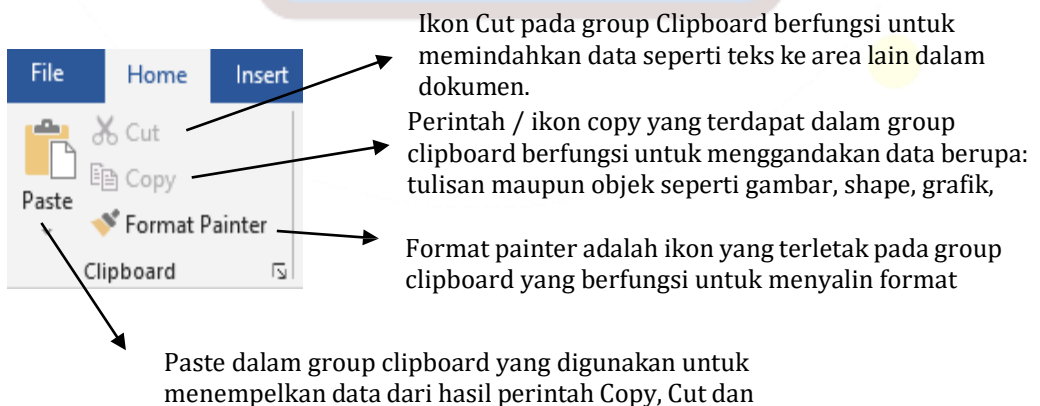 Ikon Cut pada group Clipboard berfungsi untuk
memindahkan data seperti teks ke area lain dalam
dokumen.
File Home Insert
Cut
Copy
Paste
Format Painter
Clipboard
Perintah / ikon copy yang terdapat dalam group
clipboard berfungsi untuk menggandakan data berupa:
tulisan maupun objek seperti gambar, shape, grafik,
Format painter adalah ikon yang terletak pada group
clipboard yang berfungsi untuk menyalin format
Paste dalam group clipboard yang digunakan untuk
menempelkan data dari hasil perintah Copy, Cut dan